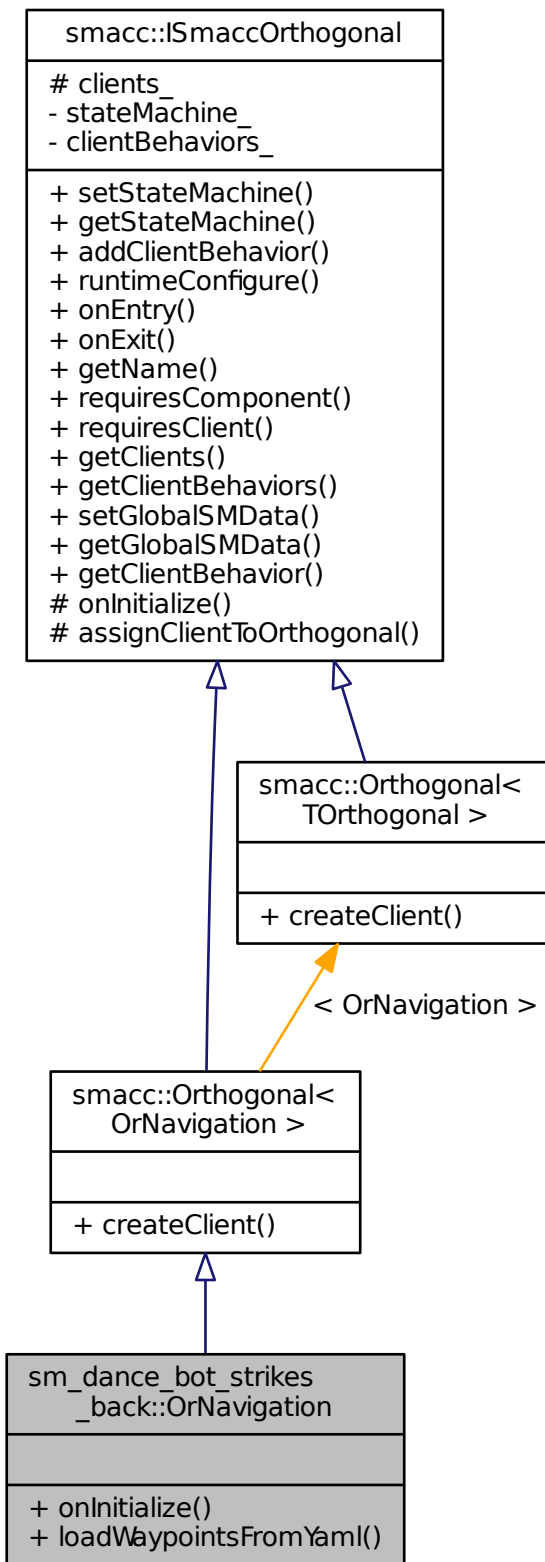 smacc::ISmaccOrthogonal
# clients_
- stateMachine_
- clientBehaviors_
+ setStateMachine()
+ getStateMachine()
+ addClientBehavior()
+ runtimeConfigure()
+ onEntry()
+ onExit()
+ getName()
+ requiresComponent()
+ requiresClient()
+ getClients()
+ getClientBehaviors()
+ setGlobalSMData()
+ getGlobalSMData()
+ getClientBehavior()
# onInitialize()
# assignClientToOrthogonal()
smacc::Orthogonal<
TOrthogonal >
+ createClient()
< OrNavigation >
smacc::Orthogonal<
OrNavigation >
+ createClient()
sm_dance_bot_strikes
_back::OrNavigation
+ onInitialize()
+ loadWaypointsFromYaml()